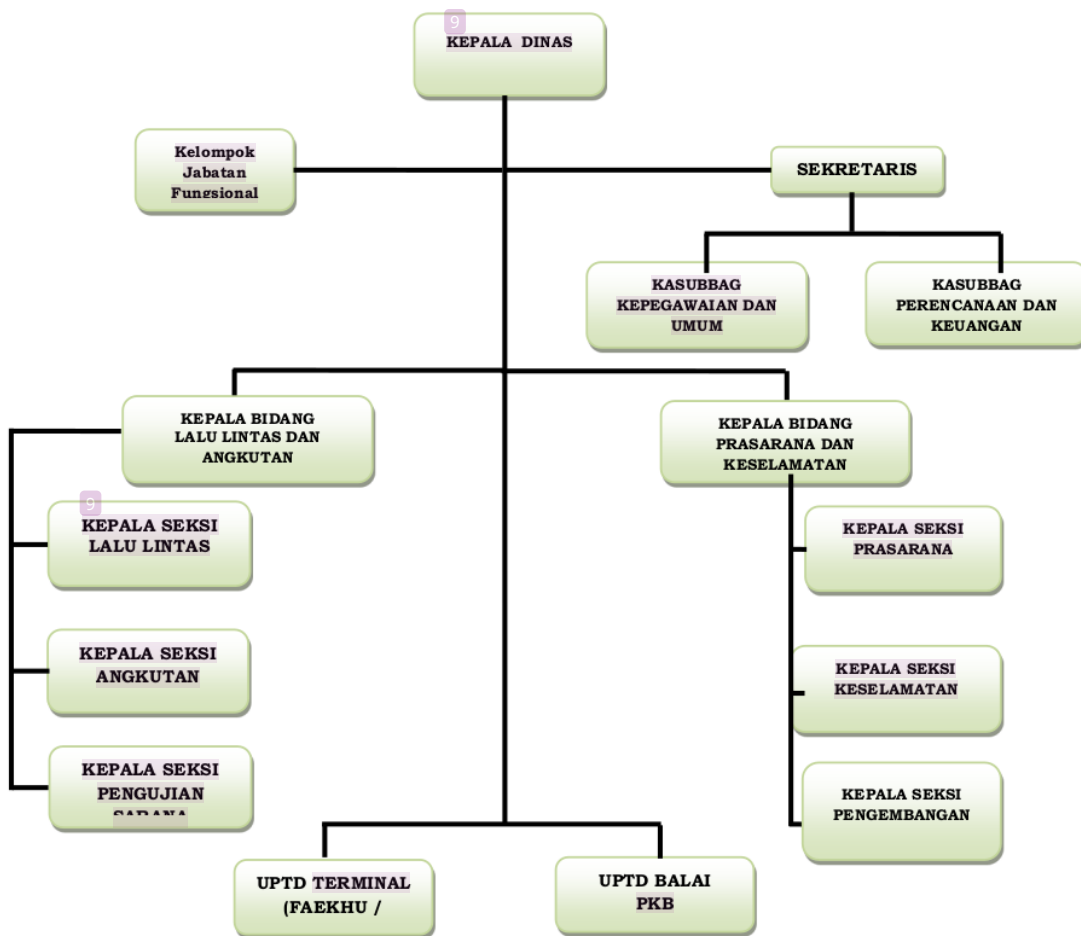 9
KEPALA DINAS
Kelompok
Jabatan
Fungsional
SEKRETARIS
KASUBBAG
KEPEGAWAIAN DAN
UMUM
KASUBBAG
PERENCANAAN DAN
KEUANGAN
KEPALA BIDANG
LALU LINTAS DAN
ANGKUTAN
KEPALA BIDANG
PRASARANA DAN
KESELAMATAN
9
KEPALA SEKSI
LALU LINTAS
KEPALA SEKSI
PRASARANA
KEPALA SEKSI
ANGKUTAN
KEPALA SEKSI
KESELAMATAN
KEPALA SEKSI
PENGUJIAN
SARANA
KEPALA SEKSI
PENGEMBANGAN
UPTD TERMINAL
(FAEKHU /
UPTD BALAI
PKB